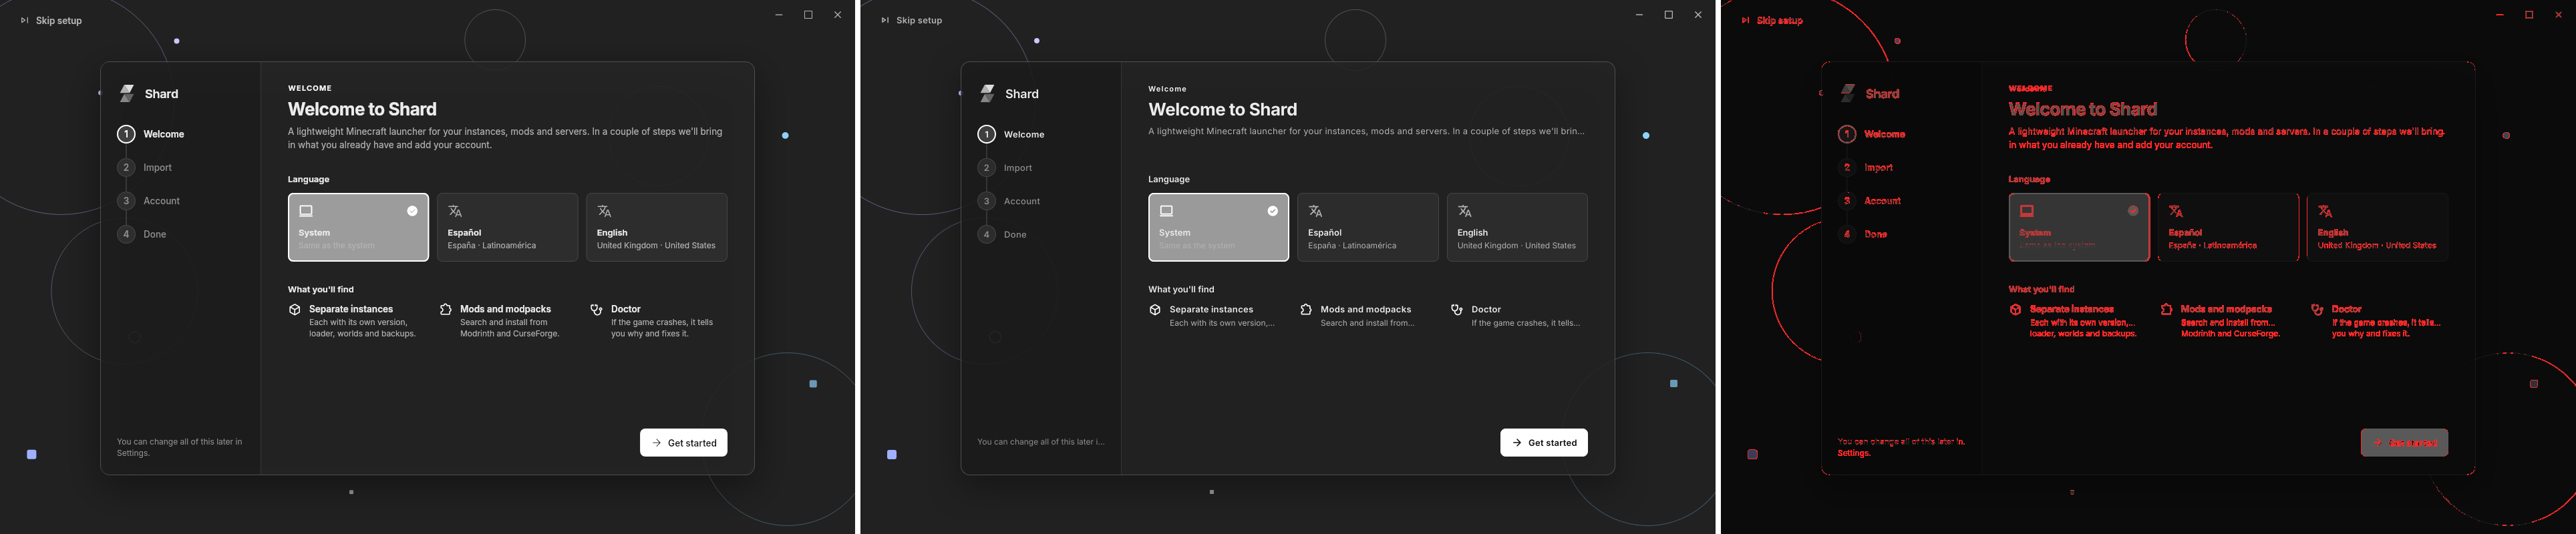 Skip setup
Shard
1 Welcome
2 Import
3 Account
4 Done
You can change all of this later in
Settings.
WELCOME
Welcome to Shard
A lightweight Minecraft launcher for your instances, mods and servers. In a couple of steps we'll bring
in what you already have and add your account.
Language
System
Same as the system
Español
España · Latinoamérica
English
United Kingdom · United States
What you'll find
Separate instances
Each with its own version,
loader, worlds and backups.
Mods and modpacks
Search and install from
Modrinth and CurseForge.
Doctor
If the game crashes, it tells
you why and fixes it.
Get started
Skip setup
Shard
1 Welcome
2 Import
3 Account
4 Done
You can change all of this later i...
Welcome
Welcome to Shard
A lightweight Minecraft launcher for your instances, mods and servers. In a couple of steps we'll brin...
Language
System
Same as the system
Español
España · Latinoamérica
English
United Kingdom · United States
What you'll find
Separate instances
Each with its own version,...
Mods and modpacks
Search and install from...
Doctor
If the game crashes, it tells...
Get started
Skip setup
Shard
1 Welcome
2 Import
3 Account
4 Done
You can change all of this later in.
Settings.
Welcome to Shard
A lightweight Minecraft launcher for your instances, mods and servers. In a couple of steps we'll bring.
in what you already have and add your account.
Language
System
Español
España · Latinoamérica
English
United Kingdom · United States
What you'll find
Separate instances
Each with its own version,...
loader, worlds and backups.
Mods and modpacks
Search and install from...
Modrinth and CurseForge.
Doctor
If the game crashes, it tells...
you why and fixes it.